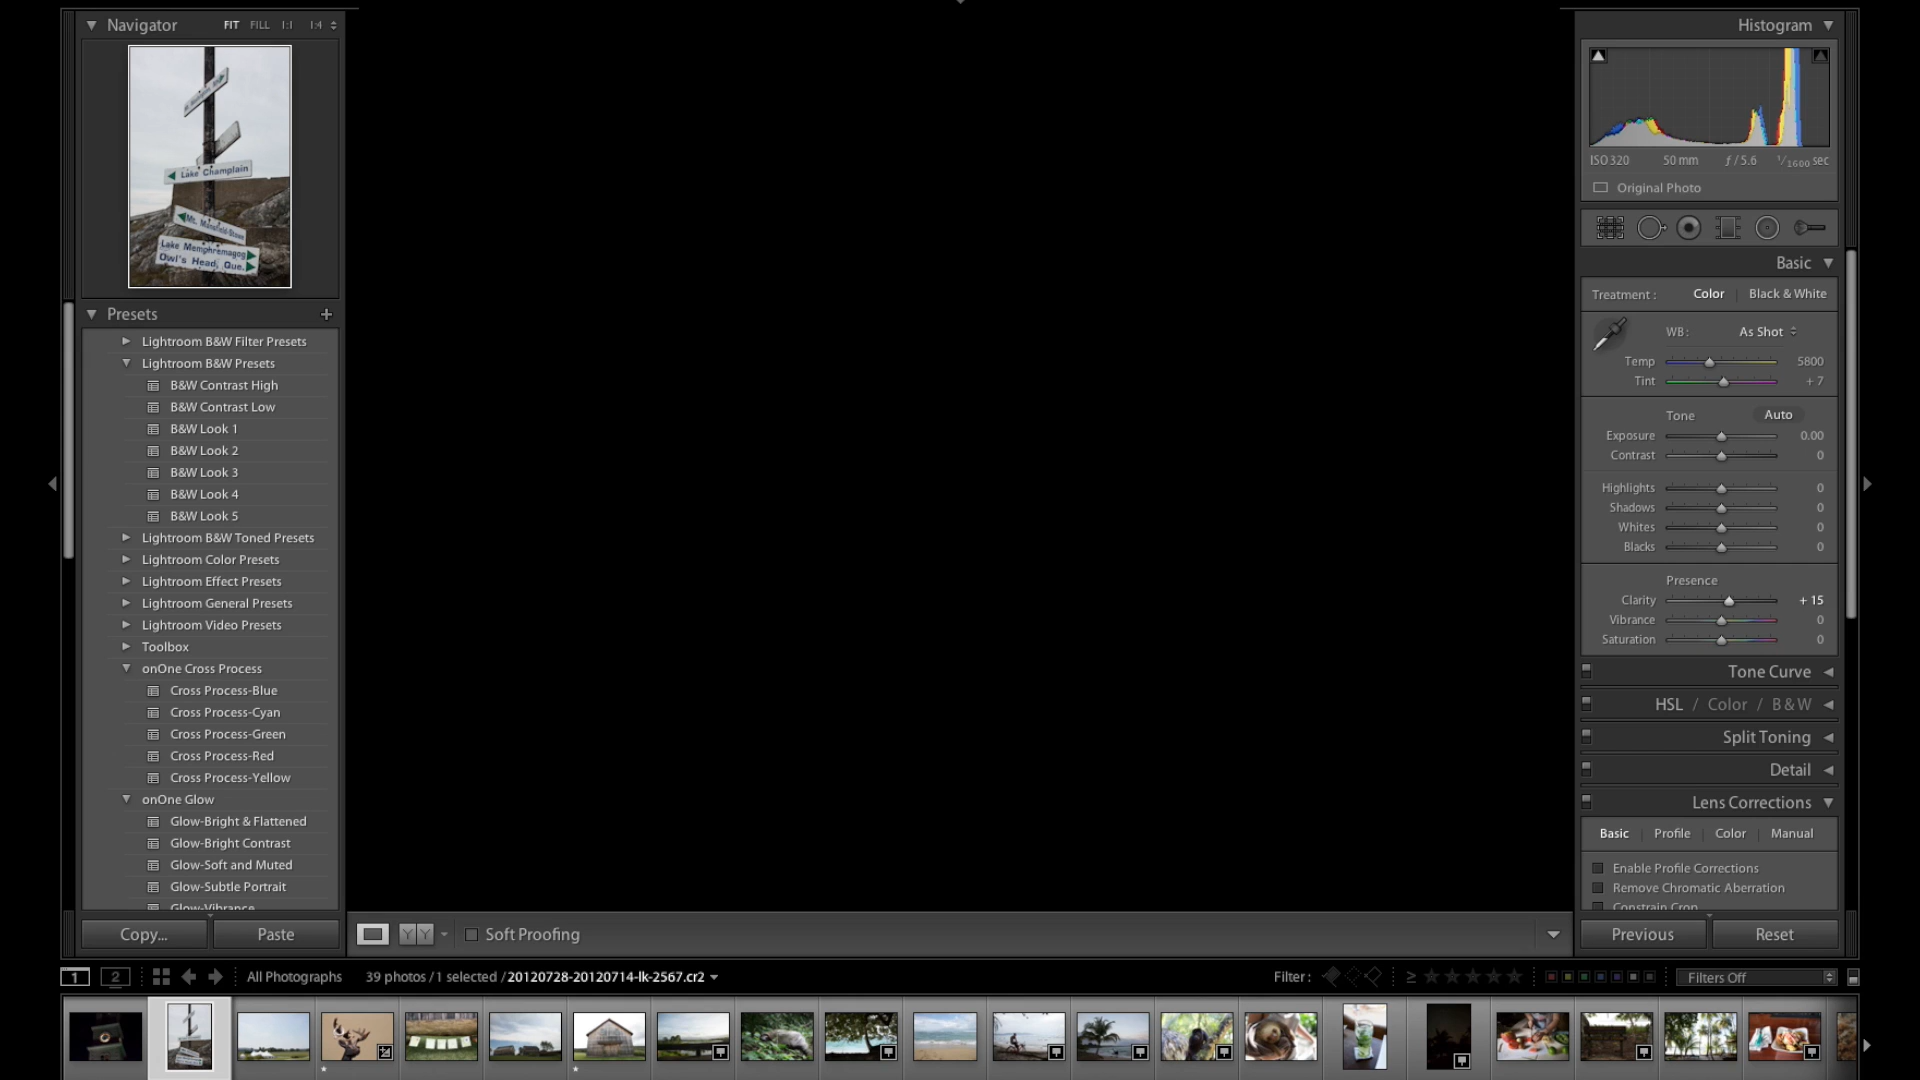 Navigator FIT FILL 1:1 1:4
Lake Champlain
Mt. Mansfield-Stowe
Lake Memphremagog
Owl's Head, Que.
Presets +
Lightroom B&W Filter Presets
Lightroom B&W Presets
B&W Contrast High
B&W Contrast Low
B&W Look 1
B&W Look 2
B&W Look 3
B&W Look 4
B&W Look 5
Lightroom B&W Toned Presets
Lightroom Color Presets
Lightroom Effect Presets
Lightroom General Presets
Lightroom Video Presets
Toolbox
onOne Cross Process
Cross Process-Blue
Cross Process-Cyan
Cross Process-Green
Cross Process-Red
Cross Process-Yellow
onOne Glow
Glow-Bright & Flattened
Glow-Bright Contrast
Glow-Soft and Muted
Glow-Subtle Portrait
Glow-Vibrance
Copy... Paste
Y Y Soft Proofing
Histogram
ISO 320 50 mm f / 5.6 1/1600 sec
Original Photo
Basic
Treatment : Color Black & White
WB: As Shot
Temp 5800
Tint + 7
Tone Auto
Exposure 0.00
Contrast 0
Highlights 0
Shadows 0
Whites 0
Blacks 0
Presence
Clarity + 15
Vibrance 0
Saturation 0
Tone Curve
HSL / Color / B & W
Split Toning
Detail
Lens Corrections
Basic Profile Color Manual
Enable Profile Corrections
Remove Chromatic Aberration
Constrain Crop
Previous Reset
1 2 All Photographs 39 photos / 1 selected / 20120728-20120714-lk-2567.cr2 Filter : ≥ Filters Off